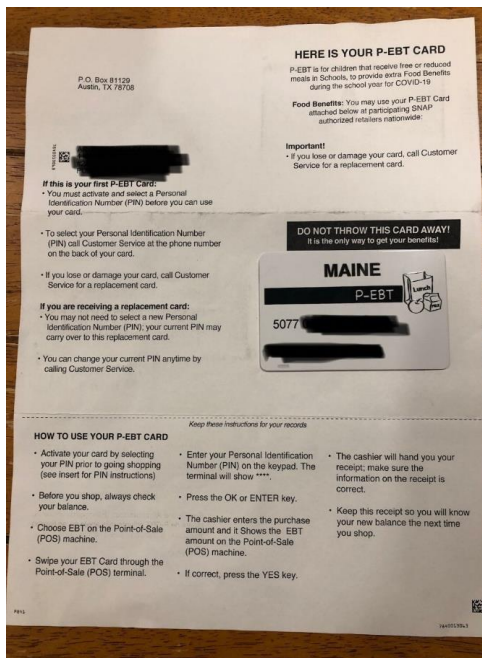 P.O. Box 81129
Austin, TX 78708
HERE IS YOUR P-EBT CARD
P-EBT is for children that receive free or reduced
meals in Schools, to provide extra Food Benefits
during the school year for COVID-19
Food Benefits: You may use your P-EBT Card
attached below at participating SNAP
authorized retailers nationwide:
Important!
• If you lose or damage your card, call Customer
Service for a replacement card.
If this is your first P-EBT Card:
• You must activate and select a Personal
Identification Number (PIN) before you can use
your card.
• To select your Personal Identification Number
(PIN) call Customer Service at the phone number
on the back of your card.
• If you lose or damage your card, call Customer
Service for a replacement card.
If you are receiving a replacement card:
• You may not need to select a new Personal
Identification Number (PIN); your current PIN may
carry over to this replacement card.
• You can change your current PIN anytime by
calling Customer Service.
DO NOT THROW THIS CARD AWAY!
It is the only way to get your benefits!
MAINE
P-EBT
Lunch
5077
Keep these instructions for your records
HOW TO USE YOUR P-EBT CARD
• Activate your card by selecting
your PIN prior to going shopping
(see insert for PIN instructions)
• Before you shop, always check
your balance.
• Choose EBT on the Point-of-Sale
(POS) machine.
• Swipe your EBT Card through the
Point-of-Sale (POS) terminal.
• Enter your Personal Identification
Number (PIN) on the keypad. The
terminal will show ****.
• Press the OK or ENTER key.
• The cashier enters the purchase
amount and it Shows the EBT
amount on the Point-of-Sale
(POS) machine.
• If correct, press the YES key.
• The cashier will hand you your
receipt; make sure the
information on the receipt is
correct.
• Keep this receipt so you will know
your new balance the next time
you shop.